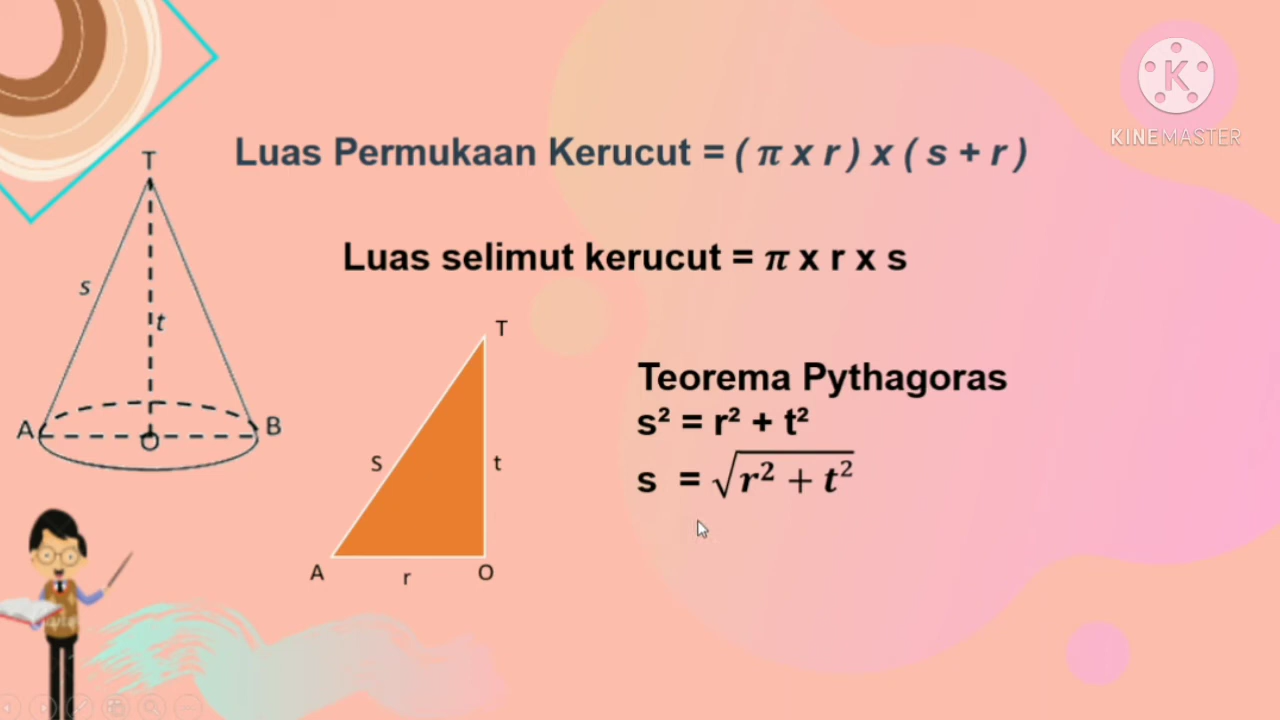 KINEMASTER
Luas Permukaan Kerucut = ( π x r ) x ( s + r )
Luas selimut kerucut = π x r x s
T
s
t
A
O
B
T
S
t
A
r
O
Teorema Pythagoras
s² = r² + t²
s = √r² + t²